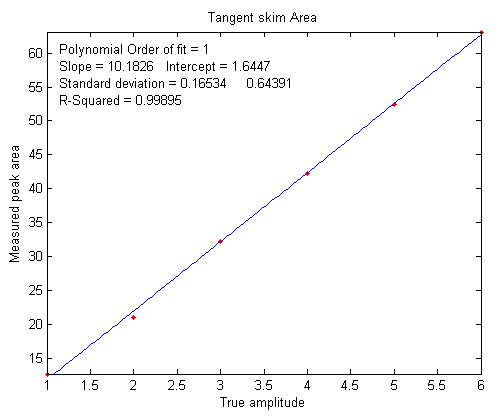 Tangent skim Area
Polynomial Order of fit = 1
Slope = 10.1826 Intercept = 1.6447
Standard deviation = 0.16534 0.64391
R-Squared = 0.99895
Measured peak area
60
55
50
45
40
35
30
25
20
15
1 1.5 2 2.5 3 3.5 4 4.5 5 5.5 6
True amplitude